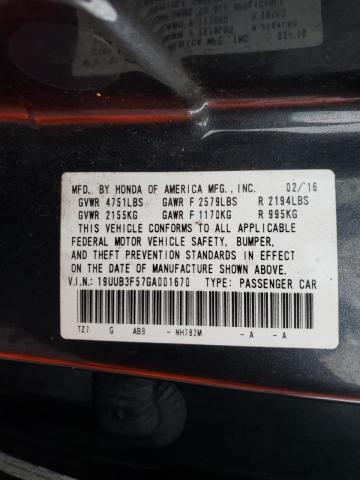 MFD. BY HONDA OF AMERICA MFG.,INC. 02/'16
GVWR 4751LBS GAWR F 2579LBS R 2194LBS
GVWR 2155KG GAWR F 1170KG R 995KG
THIS VEHICLE CONFORMS TO ALL APPLICABLE
FEDERAL MOTOR VEHICLE SAFETY, BUMPER,
AND THEFT PREVENTION STANDARDS IN EFFECT
ON THE DATE OF MANUFACTURE SHOWN ABOVE.
V.I.N.: 19UUB3F57GA001670 TYPE: PASSENGER CAR
TZ7 G AB9 - NH782M - A - A